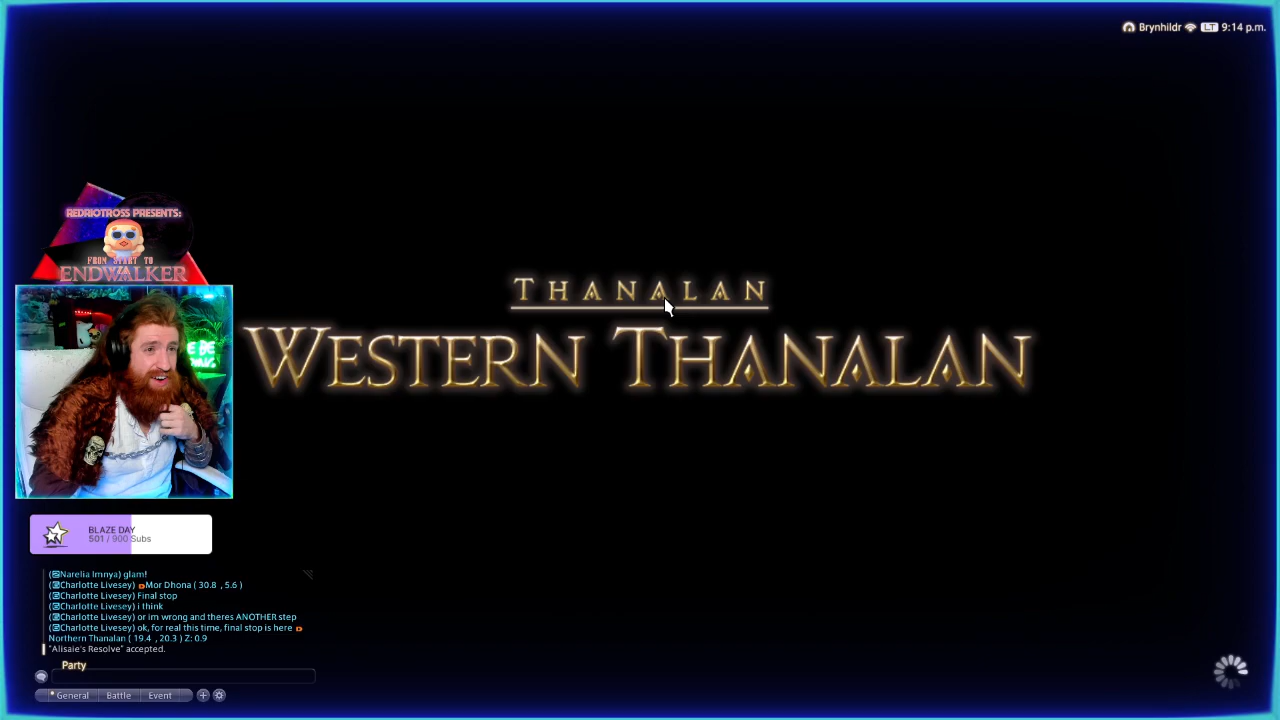 Brynhildr LT 9:14 p.m.
REDRIOTROSS PRESENTS:
FROM START TO
ENDWALKER
THANALAN
WESTERN THANALAN
BLAZE DAY
501 / 900 Subs
(Narelia Imnya) glam!
(Charlotte Livesey) Mor Dhona ( 30.8 , 5.6 )
(Charlotte Livesey) Final stop
(Charlotte Livesey) i think
(Charlotte Livesey) or im wrong and theres ANOTHER step
(Charlotte Livesey) ok, for real this time, final stop is here
Northern Thanalan ( 19.4 , 20.3 ) Z: 0.9
"Alisaie's Resolve" accepted.
Party
General Battle Event